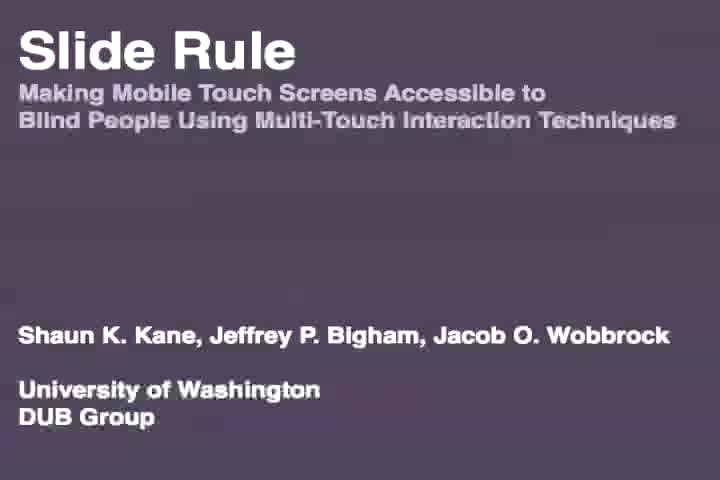 Slide Rule
Making Mobile Touch Screens Accessible to
Blind People Using Multi-Touch Interaction Techniques
Shaun K. Kane, Jeffrey P. Bigham, Jacob O. Wobbrock
University of Washington
DUB Group